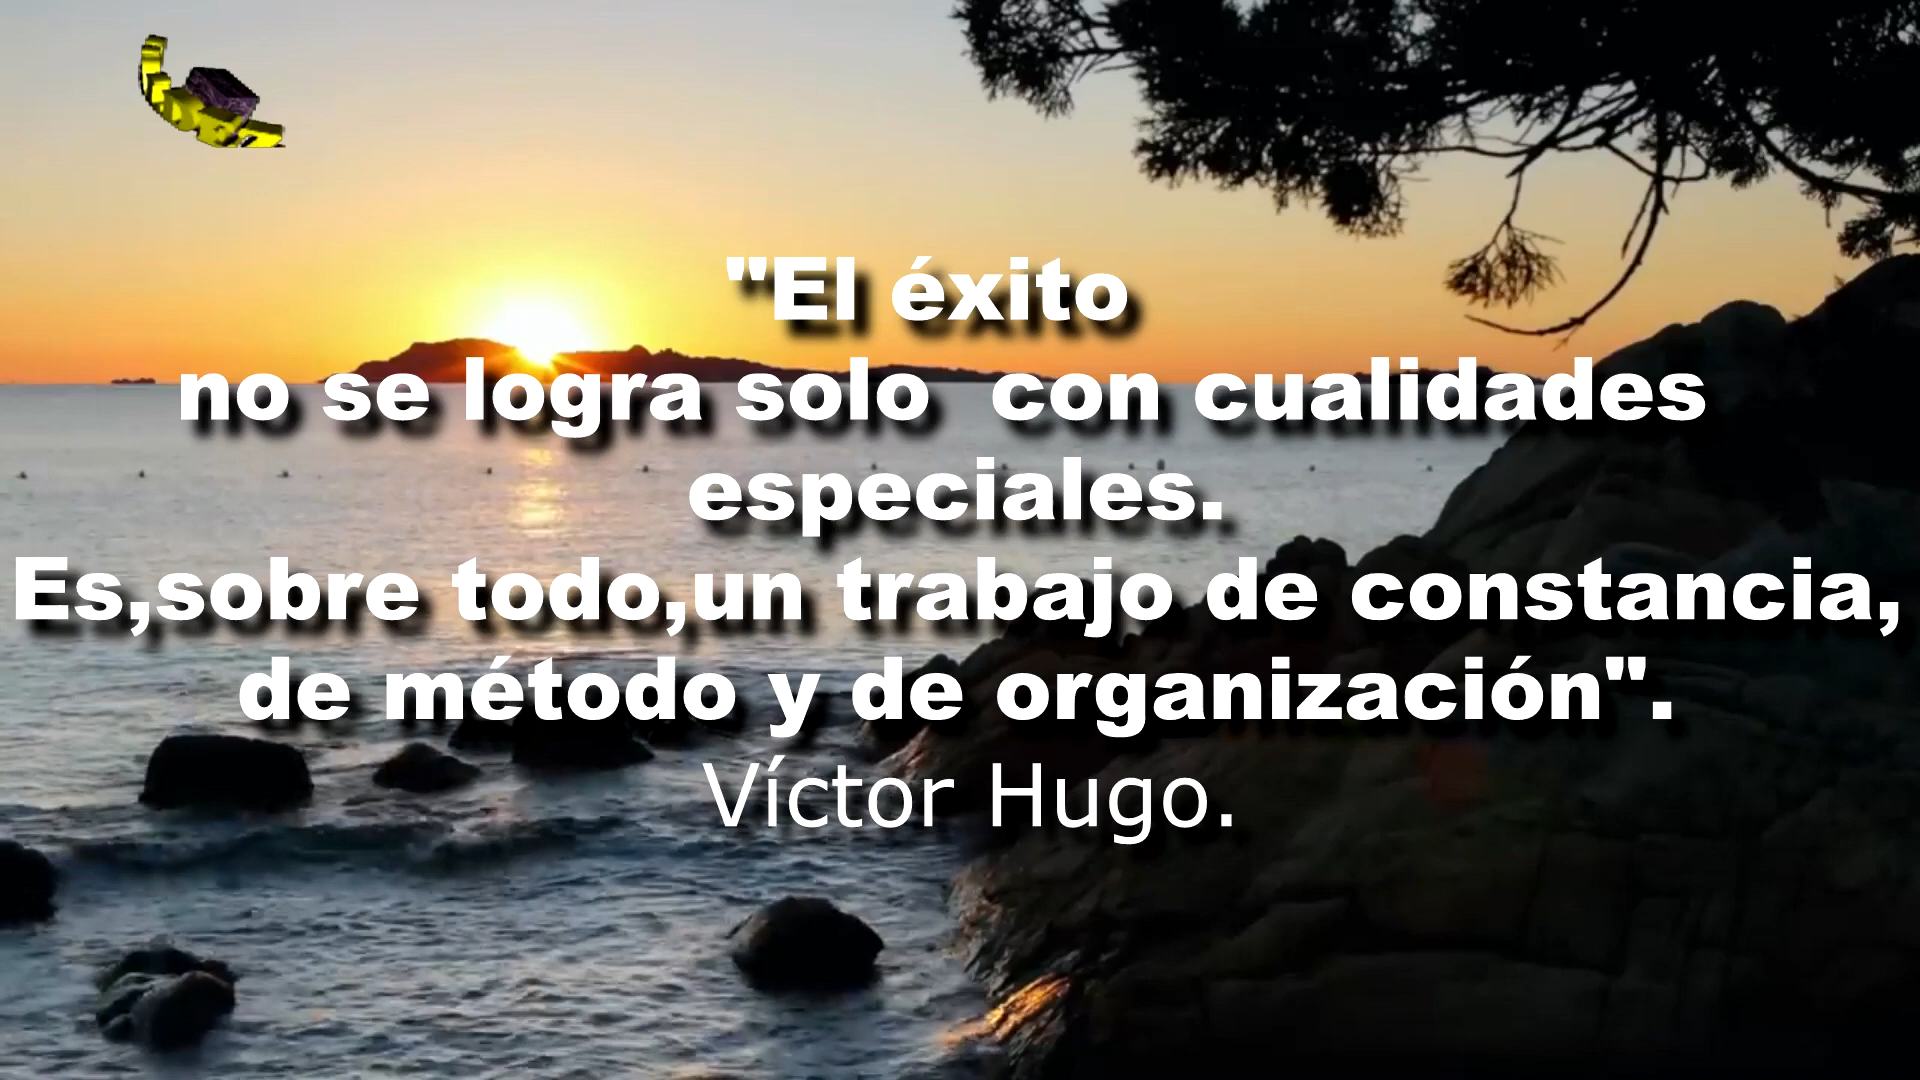 "El éxito
no se logra solo  con cualidades
especiales.
Es,sobre todo,un trabajo de constancia,
de método y de organización".
Víctor Hugo.